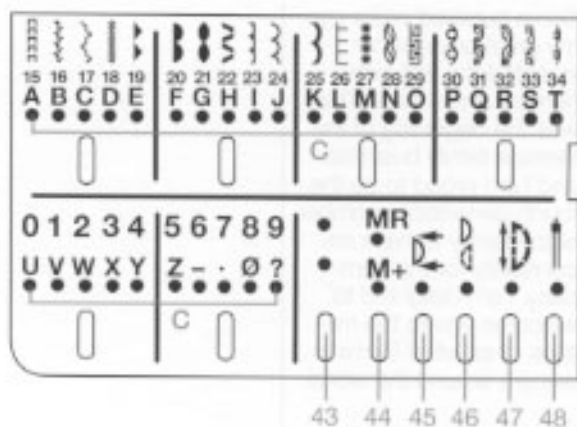 15 16 17 18 19 20 21 22 23 24 25 26 27 28 29 30 31 32 33 34
A B C D E F G H I J K L M N O P Q R S T
C
0 1 2 3 4 5 6 7 8 9 MR
U V W X Y Z – · Ø ? M+
C
43 44 45 46 47 48